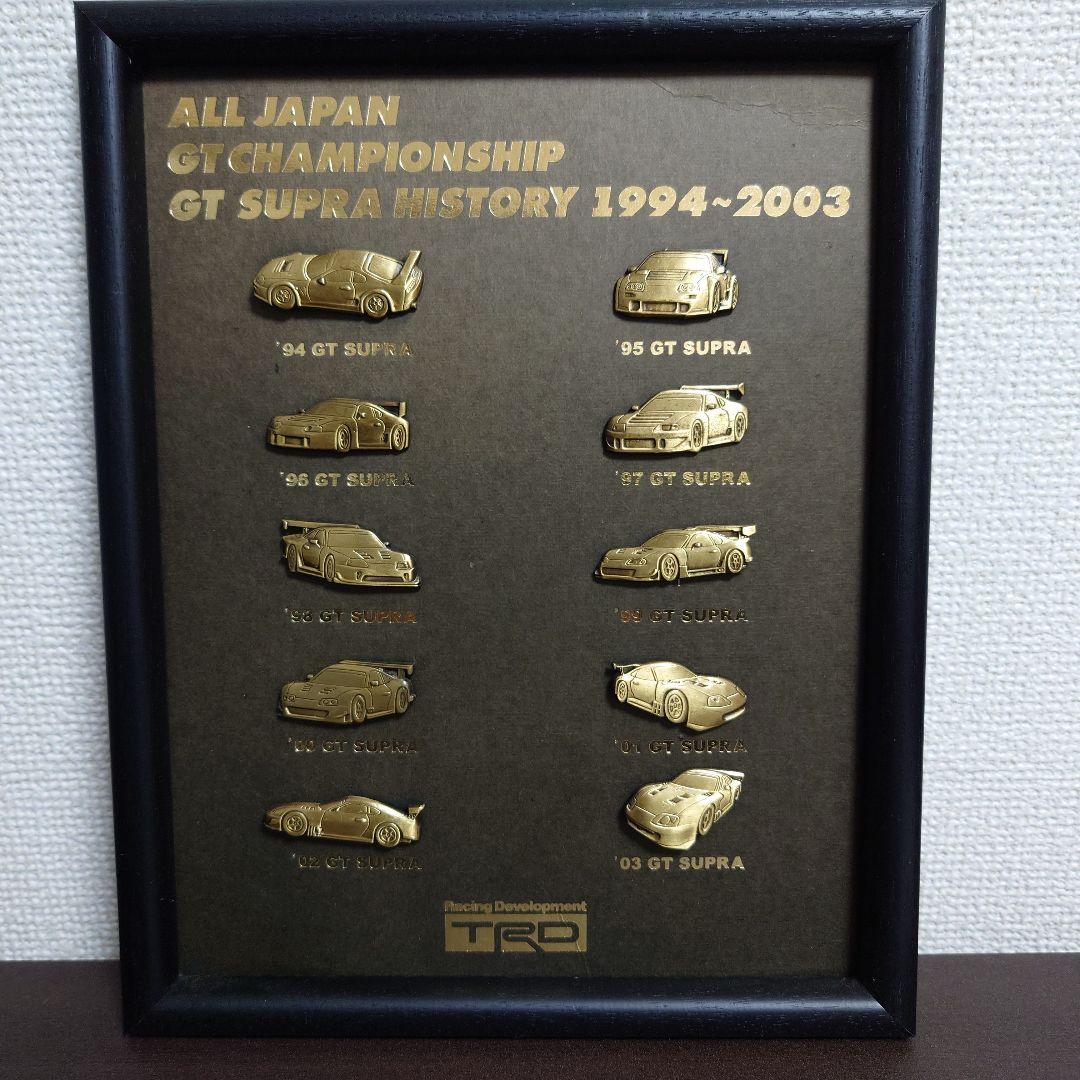 ALL JAPAN
GT CHAMPIONSHIP
GT SUPRA HISTORY 1994~2003
'94 GT SUPRA
'95 GT SUPRA
'96 GT SUPRA
'97 GT SUPRA
'98 GT SUPRA
'99 GT SUPRA
'00 GT SUPRA
'01 GT SUPRA
'02 GT SUPRA
'03 GT SUPRA
Racing Development
TRD